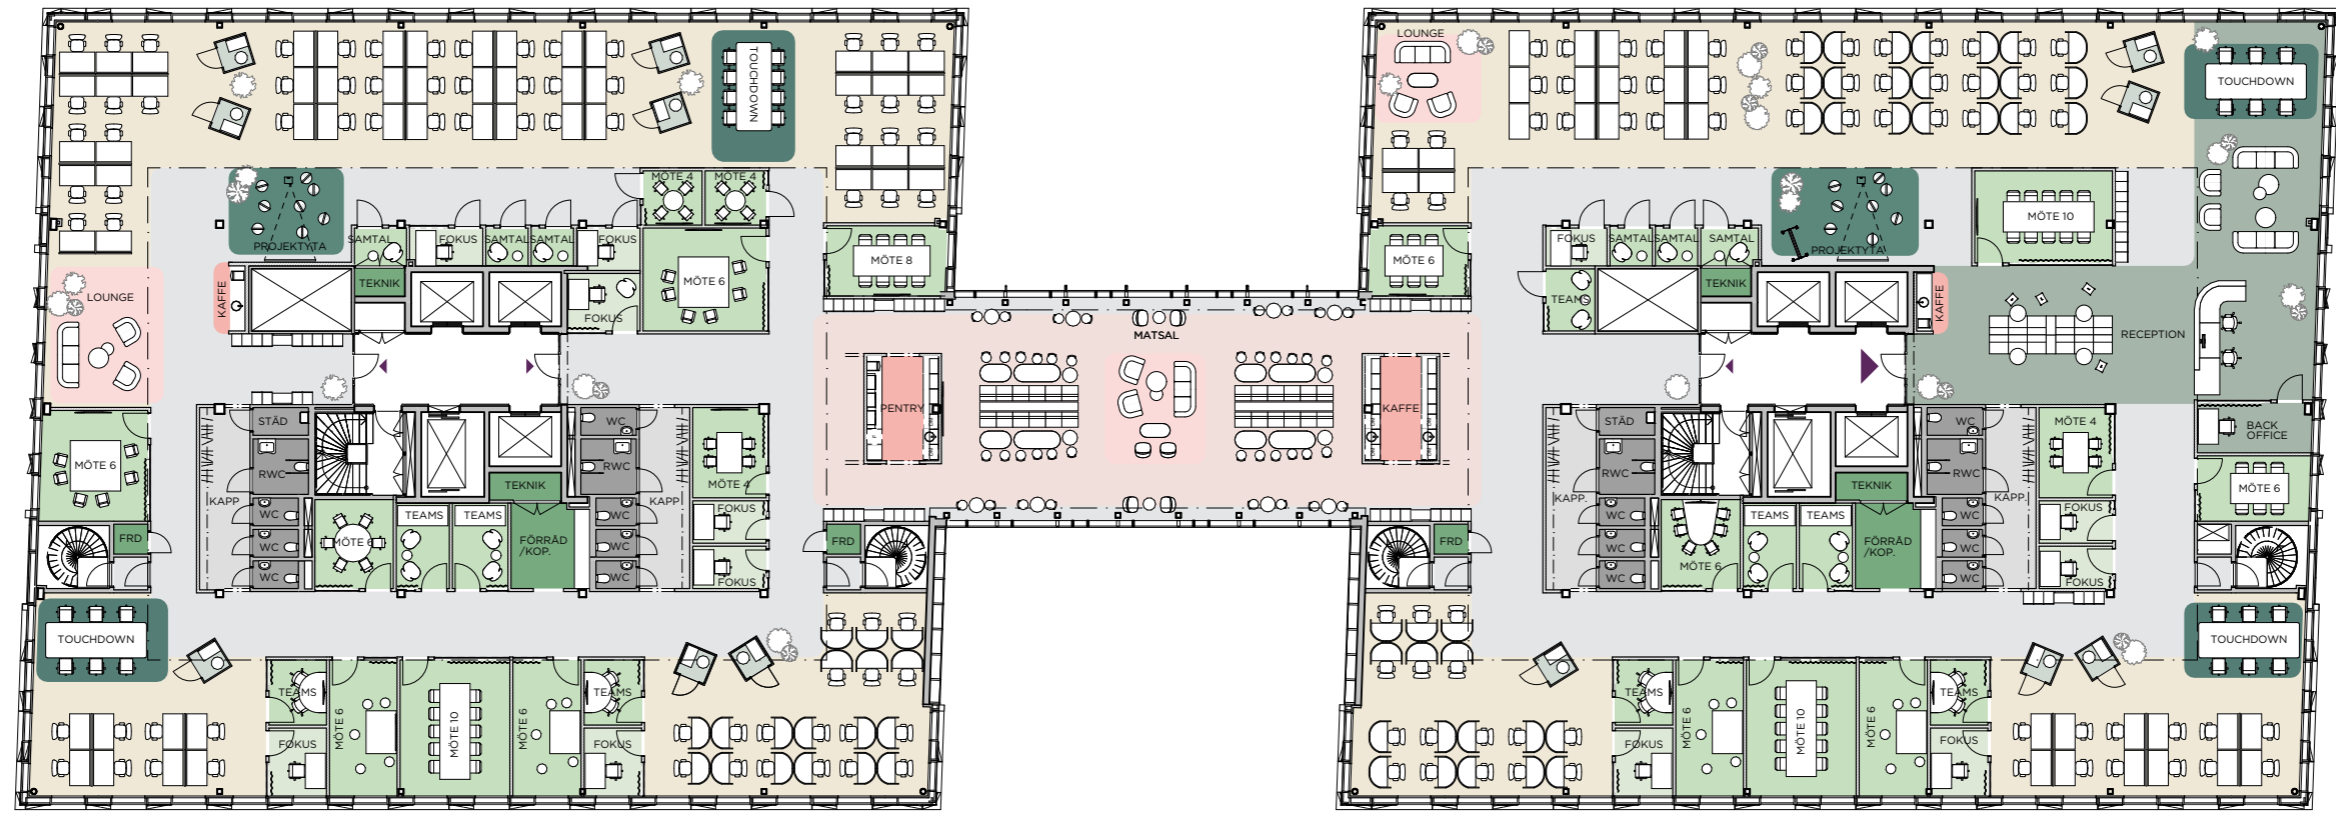 TOUCHDOWN
MÖTE 4
MÖTE 4
PROJEKTYTA
SAMTAL
FOKUS
SAMTAL
SAMTAL
FOKUS
MÖTE 8
TEKNIK
MÖTE 6
LOUNGE
KAFFE
FOKUS
MATSAL
PENTRY
KAFFE
STÄD
WC
MÖTE 6
RWC
RWC
MÖTE 4
TEKNIK
KAPP
KAPP
WC
TEAMS
TEAMS
WC
FOKUS
FRD
WC
MÖTE 6
FÖRRÅD
/KOP.
WC
FRD
WC
WC
FOKUS
TOUCHDOWN
TEAMS
TEAMS
MÖTE 6
MÖTE 10
MÖTE 6
FOKUS
FOKUS
LOUNGE
TOUCHDOWN
MÖTE 10
FOKUS
SAMTAL
SAMTAL
SAMTAL
PROJEKTYTA
MÖTE 6
TEKNIK
TEAMS
KAFFE
RECEPTION
STÄD
WC
MÖTE 4
BACK
OFFICE
RWC
RWC
TEKNIK
MÖTE 6
KAPP.
KAPP.
WC
TEAMS
TEAMS
WC
FOKUS
FRD
WC
FÖRRÅD
/KOP.
WC
MÖTE 6
WC
WC
FOKUS
TOUCHDOWN
TEAMS
TEAMS
MÖTE 6
MÖTE 10
MÖTE 6
FOKUS
FOKUS